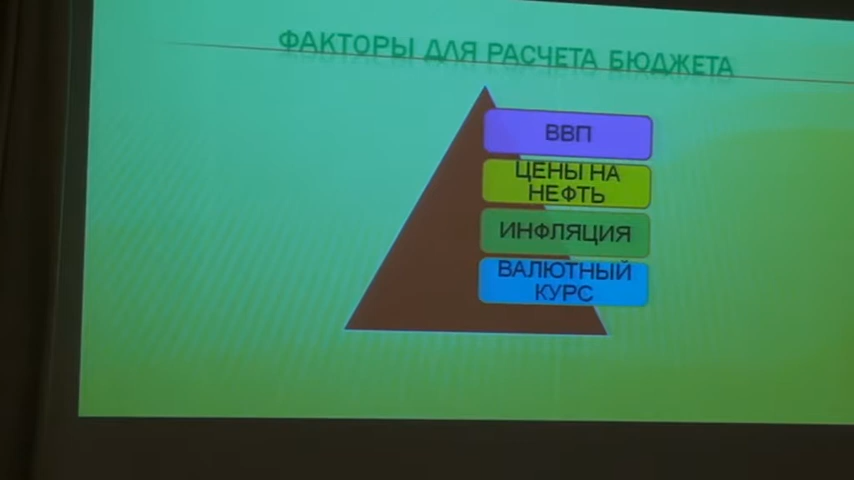 ФАКТОРЫ ДЛЯ РАСЧЕТА БЮДЖЕТА
ВВП
ЦЕНЫ НА
НЕФТЬ
ИНФЛЯЦИЯ
ВАЛЮТНЫЙ
КУРС